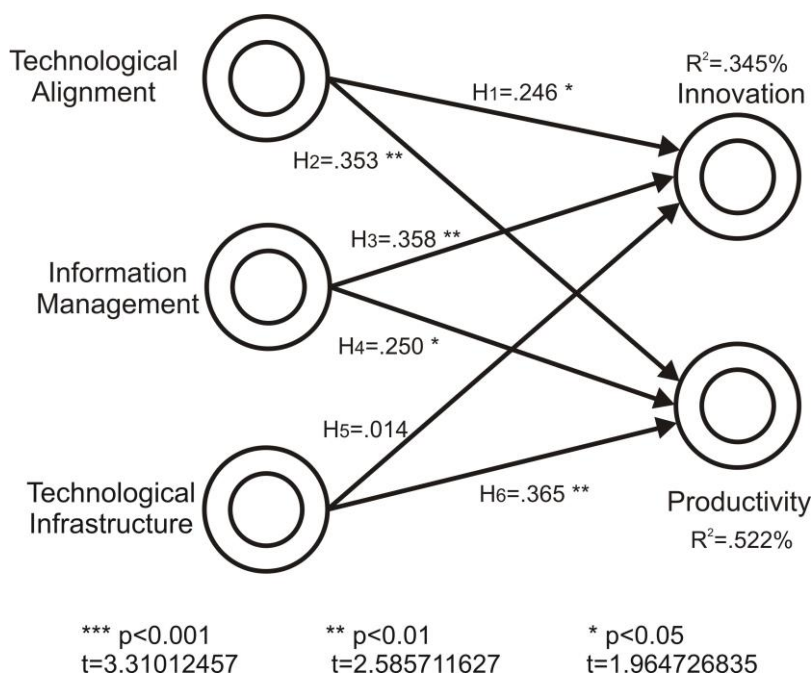 Technological
Alignment
R²=.345%
Innovation
H1=.246 *
H2=.353 **
Information
Management
H3=.358 **
H4=.250 *
H5=.014
Technological
Infrastructure
H6=.365 **
Productivity
R²=.522%
*** p<0.001
t=3.31012457
** p<0.01
t=2.585711627
* p<0.05
t=1.964726835